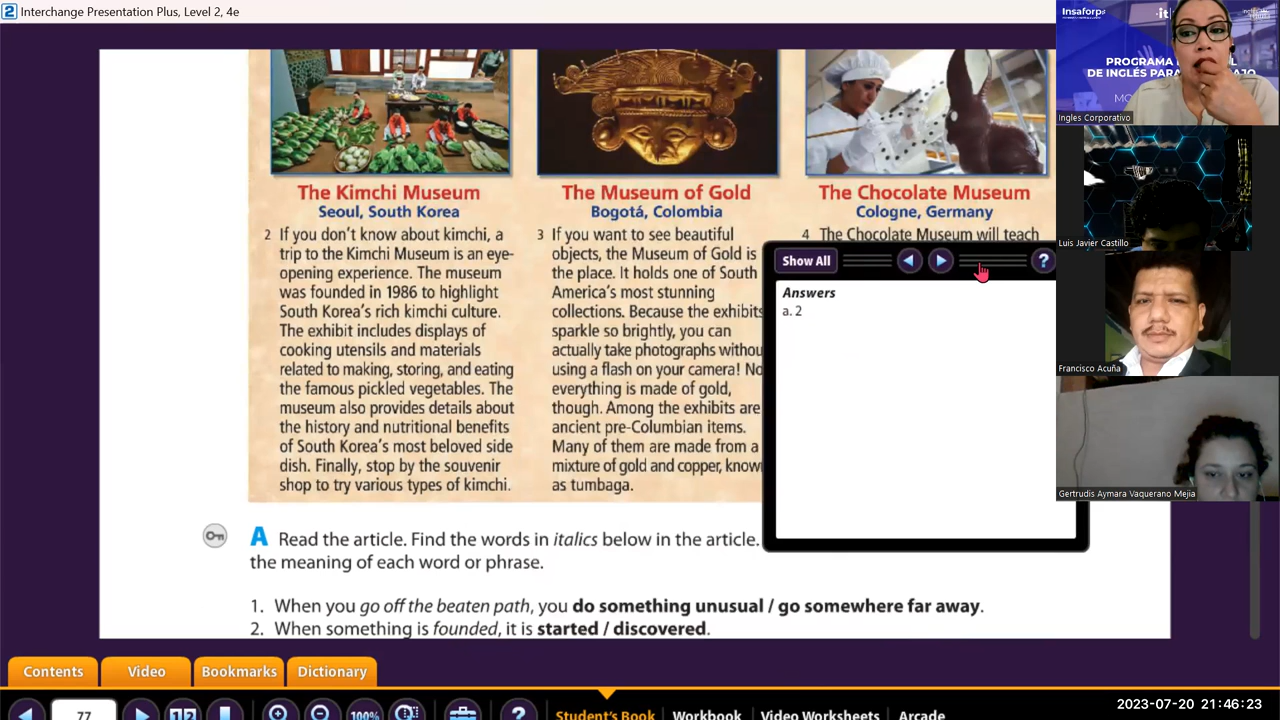 Interchange Presentation Plus, Level 2, 4e
The Kimchi Museum
Seoul, South Korea
2 If you don't know about kimchi, a
trip to the Kimchi Museum is an eye-
opening experience. The museum
was founded in 1986 to highlight
South Korea's rich kimchi culture.
The exhibit includes displays of
cooking utensils and materials
related to making, storing, and eating
the famous pickled vegetables. The
museum also provides details about
the history and nutritional benefits
of South Korea's most beloved side
dish. Finally, stop by the souvenir
shop to try various types of kimchi.
The Museum of Gold
Bogotá, Colombia
3 If you want to see beautiful
objects, the Museum of Gold is
the place. It holds one of South
America's most stunning
collections. Because the exhibits
sparkle so brightly, you can
actually take photographs withou
using a flash on your camera! No
everything is made of gold,
though. Among the exhibits are
ancient pre-Columbian items.
Many of them are made from a
mixture of gold and copper, know
as tumbaga.
The Chocolate Museum
Cologne, Germany
4 The Chocolate Museum will teach
Show All
?
Answers
a. 2
A Read the article. Find the words in italics below in the article.
the meaning of each word or phrase.
1. When you go off the beaten path, you do something unusual / go somewhere far away.
2. When something is founded, it is started / discovered.
Contents
Video
Bookmarks
Dictionary
77
1 2
100%
?
Student's Book
Workbook
Video Worksheets
Arcade
Insaforp
it
PROGRAMA
DE INGLÉS PARA
Ingles Corporativo
Luis Javier Castillo
Francisco Acuña
Gertrudis Aymara Vaquerano Mejia
2023-07-20 21:46:23